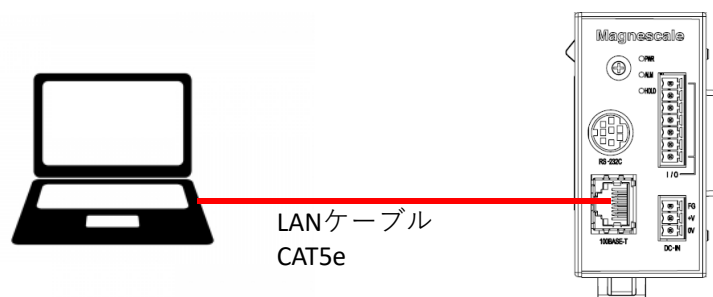 Magnescale
PWR
ALM
HOLD
RS-232C
I/O
LANケーブル
CAT5e
100BASE-T
FG
+V
0V
DC-IN